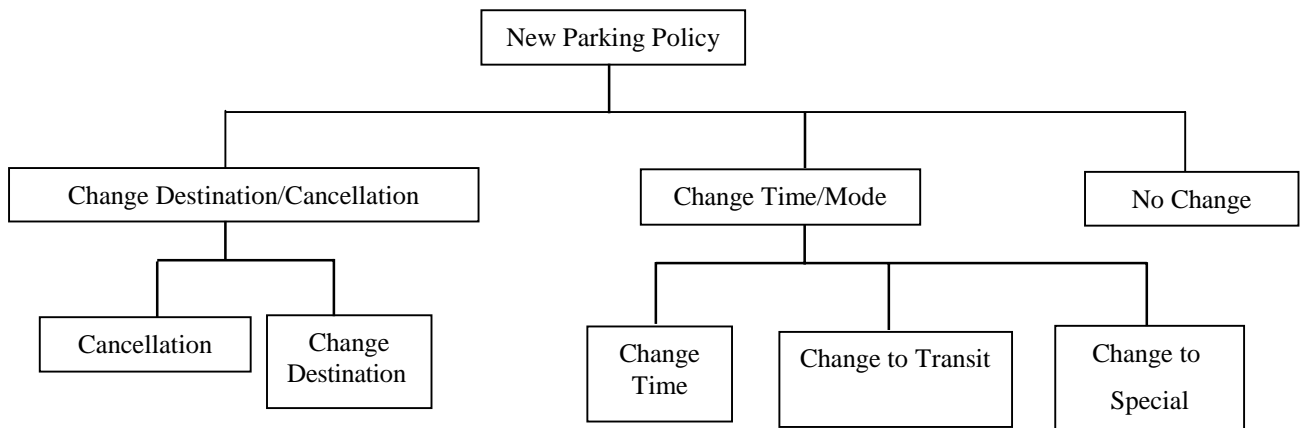 New Parking Policy
Change Destination/Cancellation
Change Time/Mode
No Change
Cancellation
Change
Destination
Change
Time
Change to Transit
Change to
Special